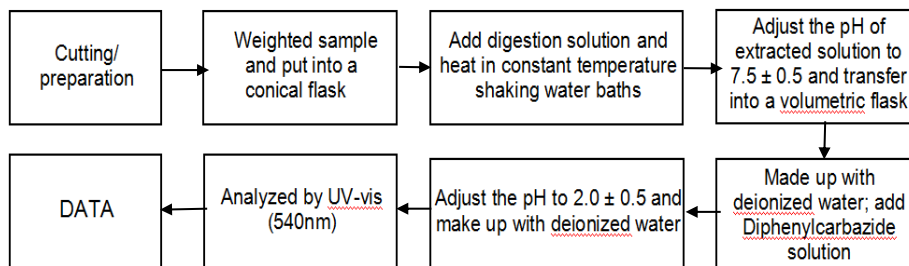 Cutting/
preparation
Weighted sample
and put into a
conical flask
Add digestion solution and
heat in constant temperature
shaking water baths
Adjust the pH of
extracted solution to
7.5 ± 0.5 and transfer
into a volumetric flask
Made up with
deionized water; add
Diphenylcarbazide
solution
Adjust the pH to 2.0 ± 0.5 and
make up with deionized water
Analyzed by UV-vis
(540nm)
DATA